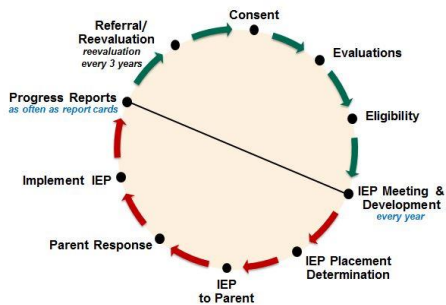 Consent
Referral/
Reevaluation
reevaluation
every 3 years
Evaluations
Progress Reports
as often as report cards
Eligibility
Implement IEP
IEP Meeting &
Development
every year
Parent Response
IEP Placement
Determination
IEP
to Parent